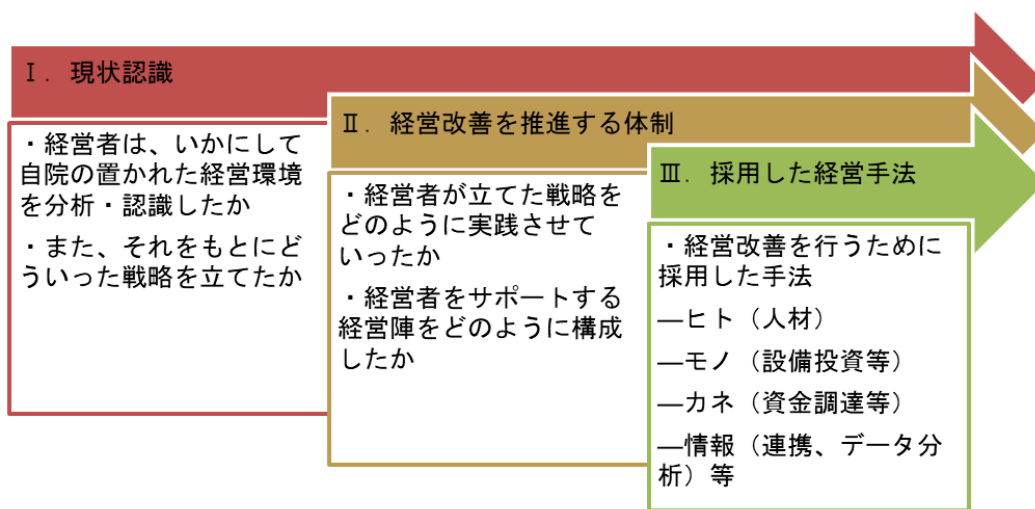 Ⅰ．現状認識
・経営者は、いかにして
自院の置かれた経営環境
を分析・認識したか
・また、それをもとにど
ういった戦略を立てたか
Ⅱ．経営改善を推進する体制
・経営者が立てた戦略を
どのように実践させて
いったか
・経営者をサポートする
経営陣をどのように構成
したか
Ⅲ．採用した経営手法
・経営改善を行うために
採用した手法
―ヒト（人材）
―モノ（設備投資等）
―カネ（資金調達等）
―情報（連携、データ分
析）等